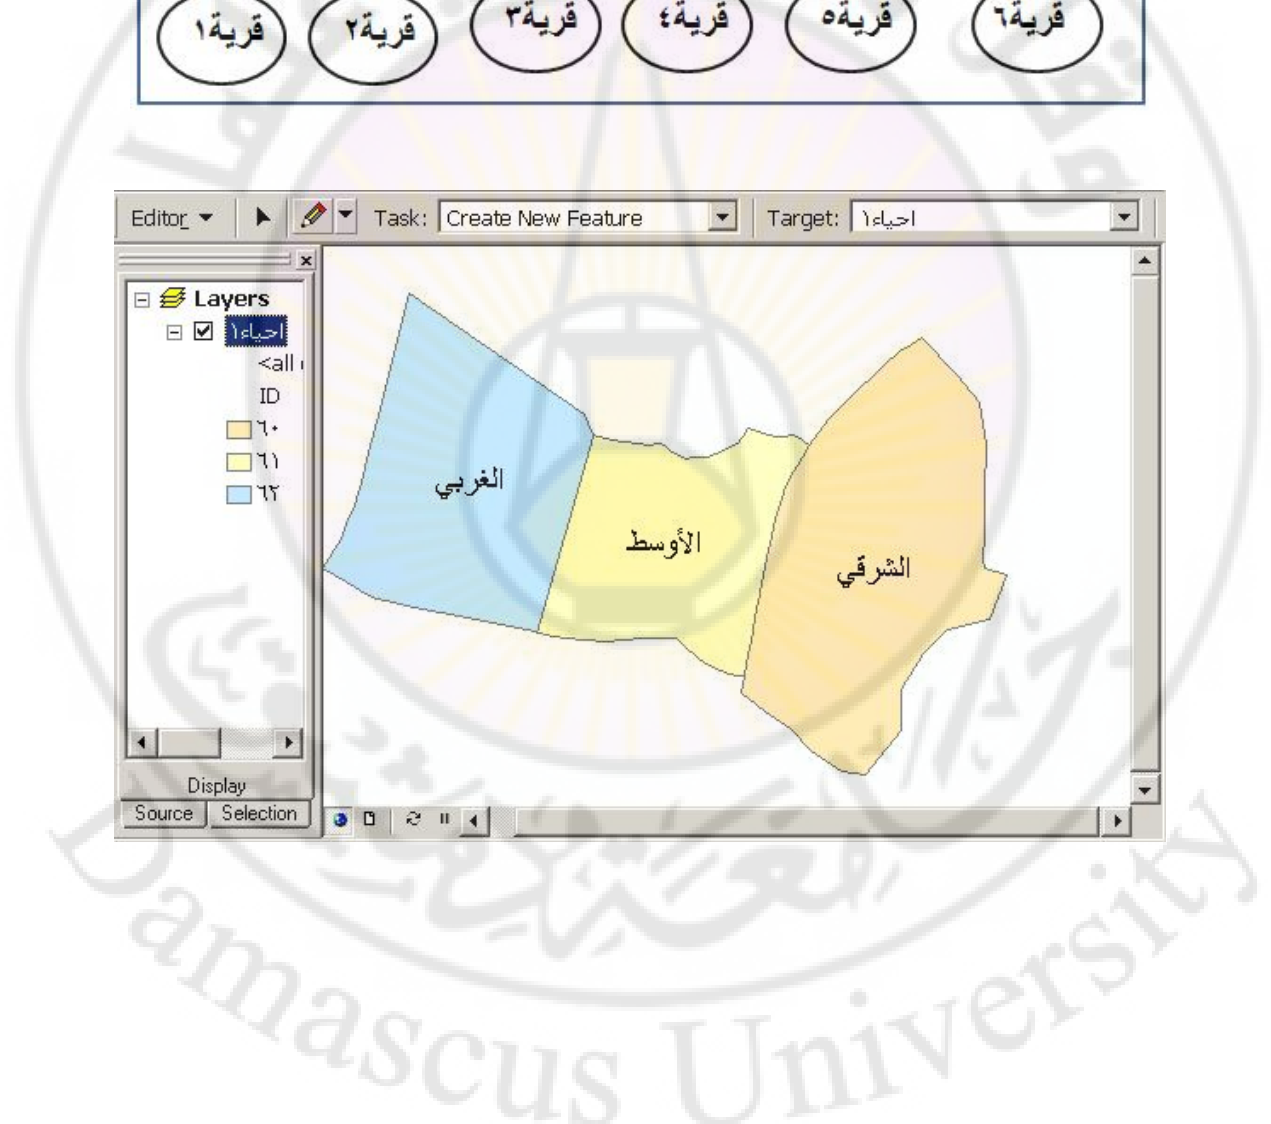 قرية١ قرية٢ قرية٣ قرية٤ قرية٥ قرية٦
Editor Task: Create New Feature Target: احياء١
Layers
احياء١
<all
ID
٦٠
٦١
٦٢
الغربي
الأوسط
الشرقي
Display
Source Selection
Damascus University